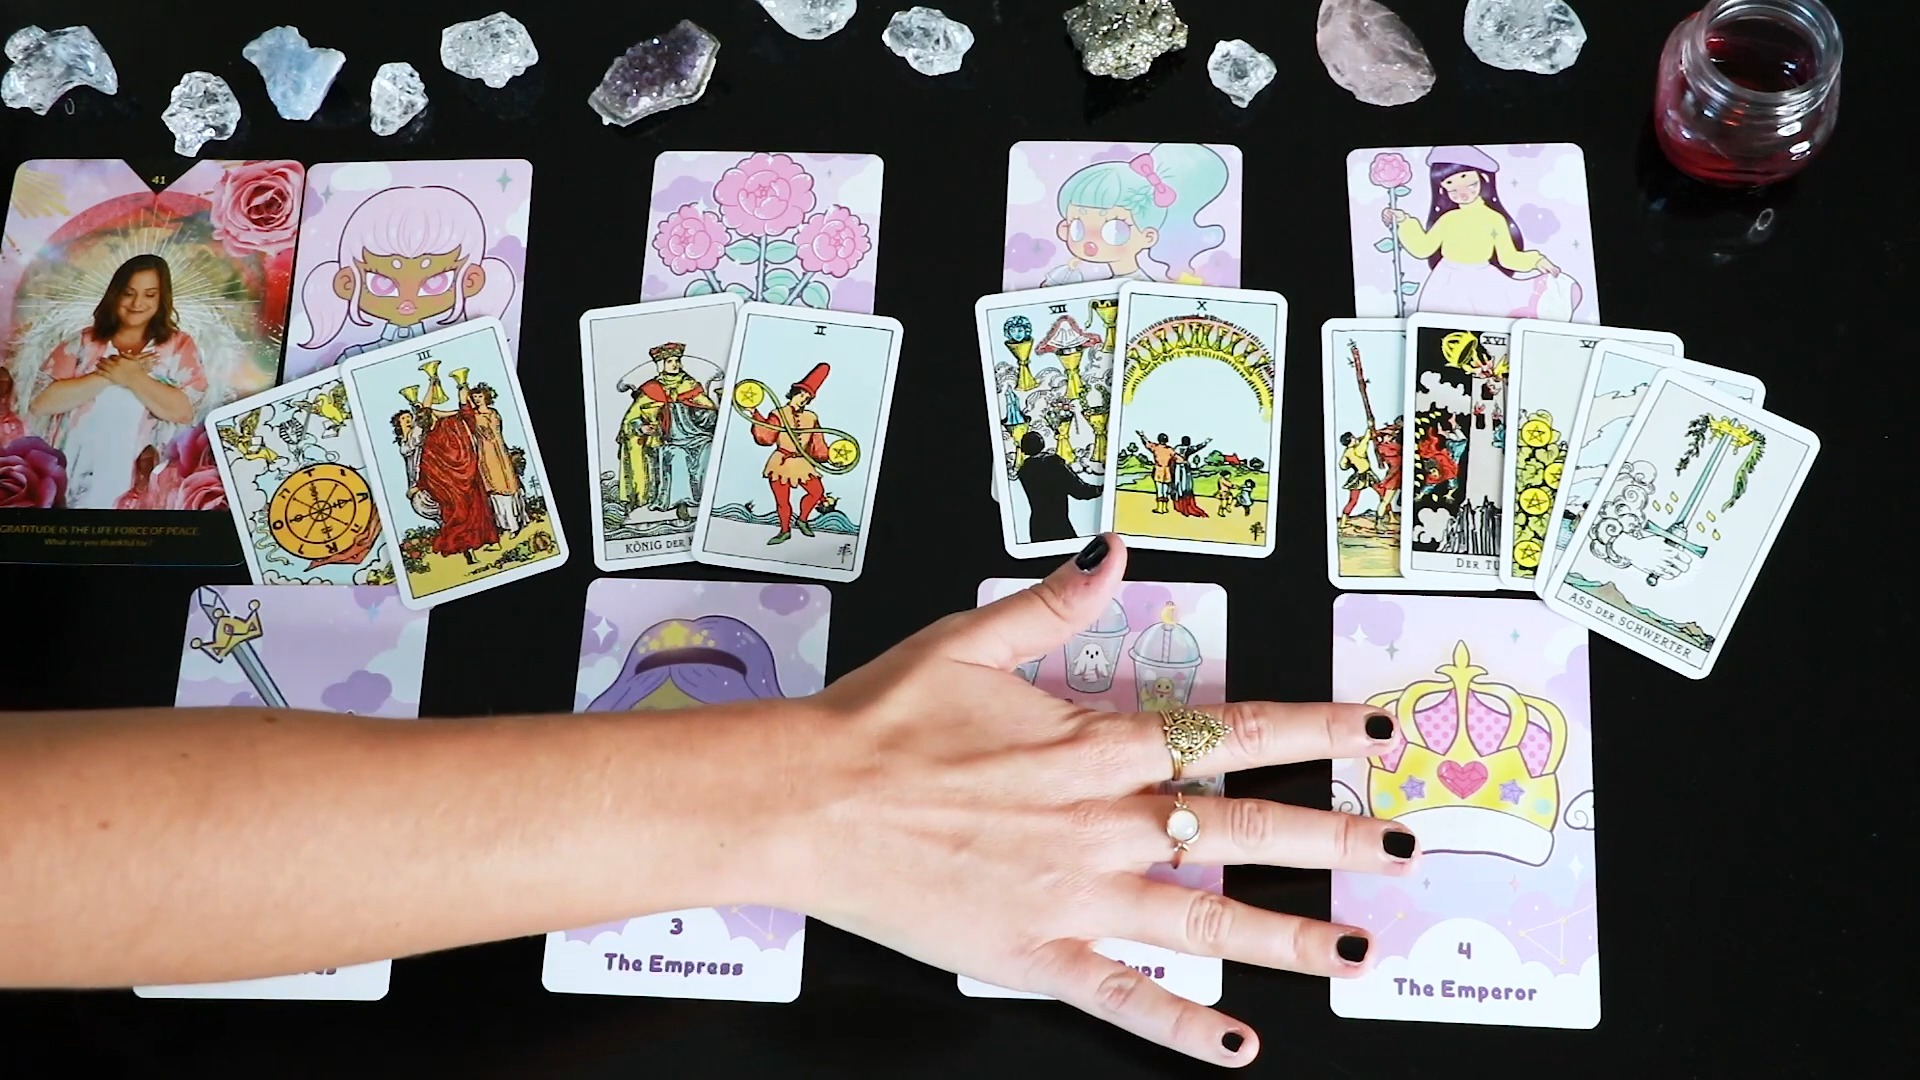 41
GRATITUDE IS THE LIFE FORCE OF PEACE.
What are you thankful for?
III
KÖNIG DER
II
VII
X
XVI
DER TU
ASS DER SCHWERTER
3
The Empress
4
The Emperor